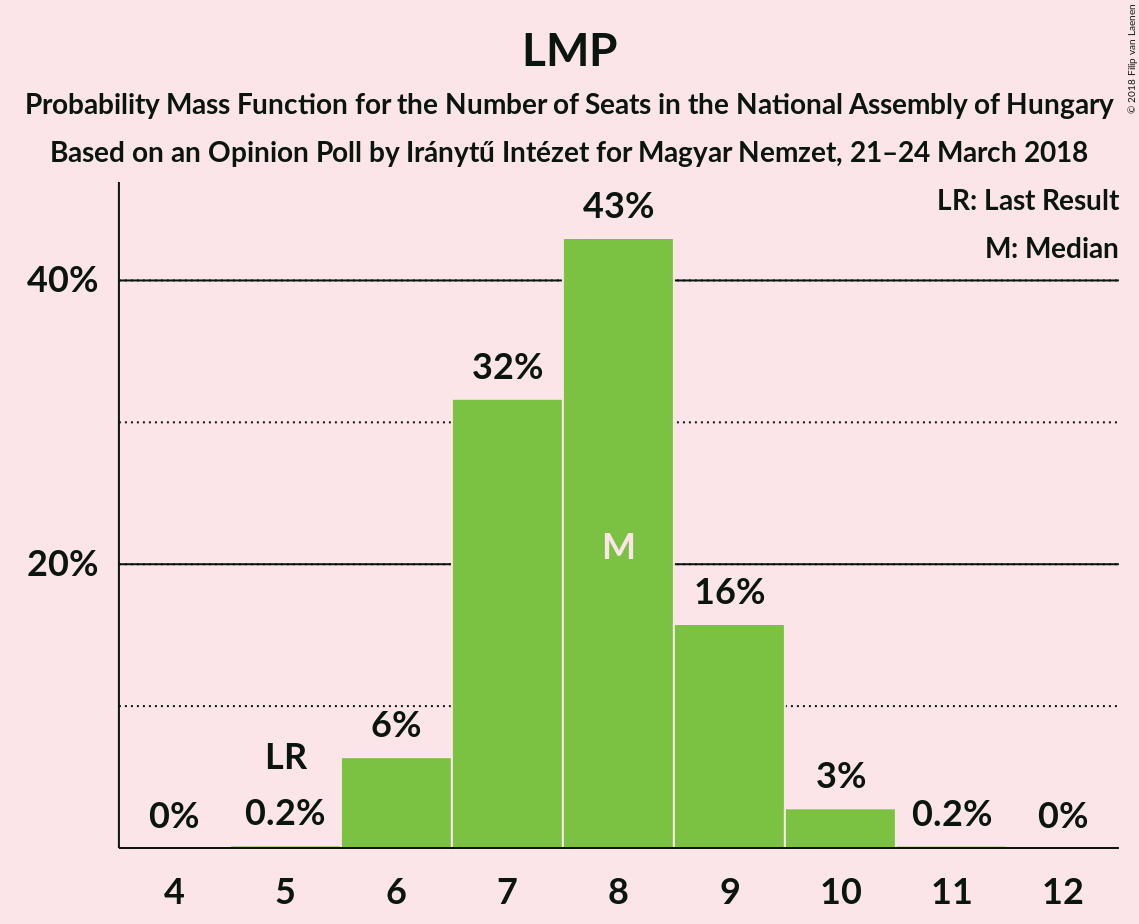 LMP
Probability Mass Function for the Number of Seats in the National Assembly of Hungary
Based on an Opinion Poll by Iránytű Intézet for Magyar Nemzet, 21–24 March 2018
© 2018 Filip van Laenen
LR: Last Result
M: Median
43%
40%
32%
M
20%
16%
6%
LR
3%
0%
0.2%
0.2%
0%
4 5 6 7 8 9 10 11 12